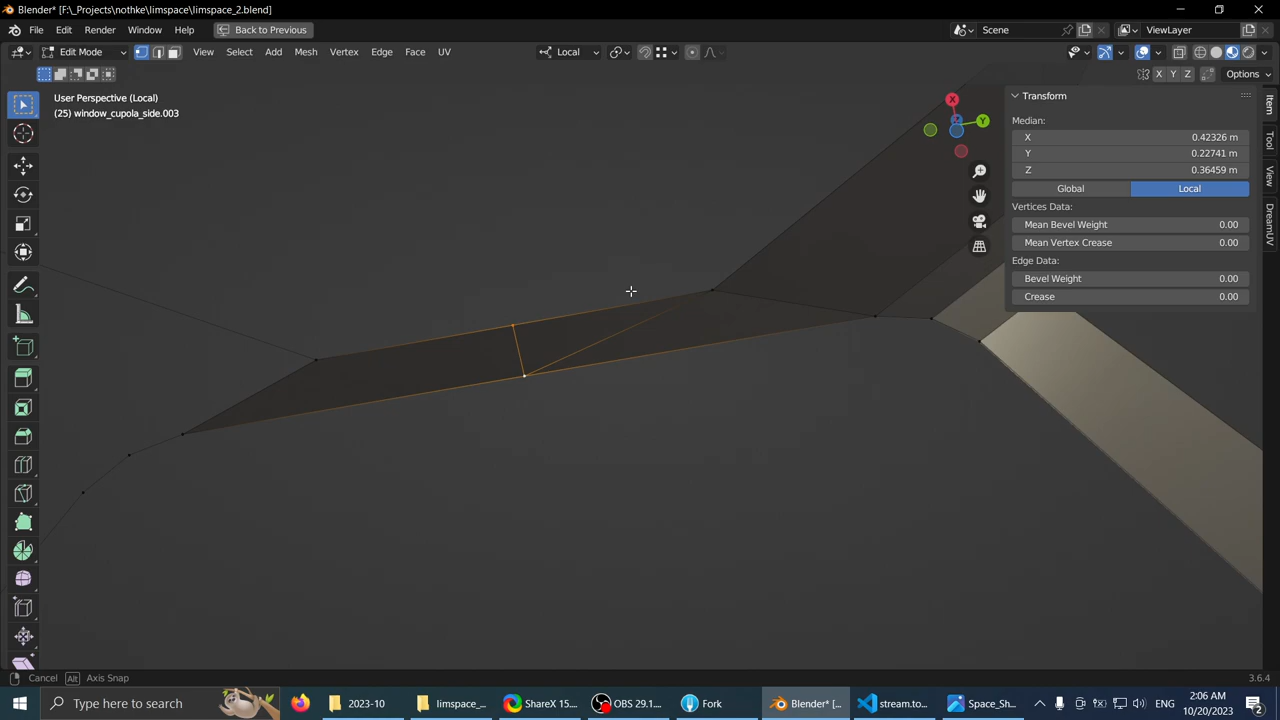 Blender* [F:\_Projects\nothke\limspace\limspace_2.blend]
File Edit Render Window Help Back to Previous Scene ViewLayer
Edit Mode View Select Add Mesh Vertex Edge Face UV Local
X Y Z Options
User Perspective (Local)
(25) window_cupola_side.003
X
Y
Transform
Median:
X 0.42326 m
Y 0.22741 m
Z 0.36459 m
Global Local
Vertices Data:
Mean Bevel Weight 0.00
Mean Vertex Crease 0.00
Edge Data:
Bevel Weight 0.00
Crease 0.00
Item
Tool
View
DreamUV
Cancel Alt Axis Snap 3.6.4
Type here to search 2023-10 limspace_... ShareX 15.... OBS 29.1.... Fork Blender* [... stream.to... Space_Sh... ENG 2:06 AM 10/20/2023 2